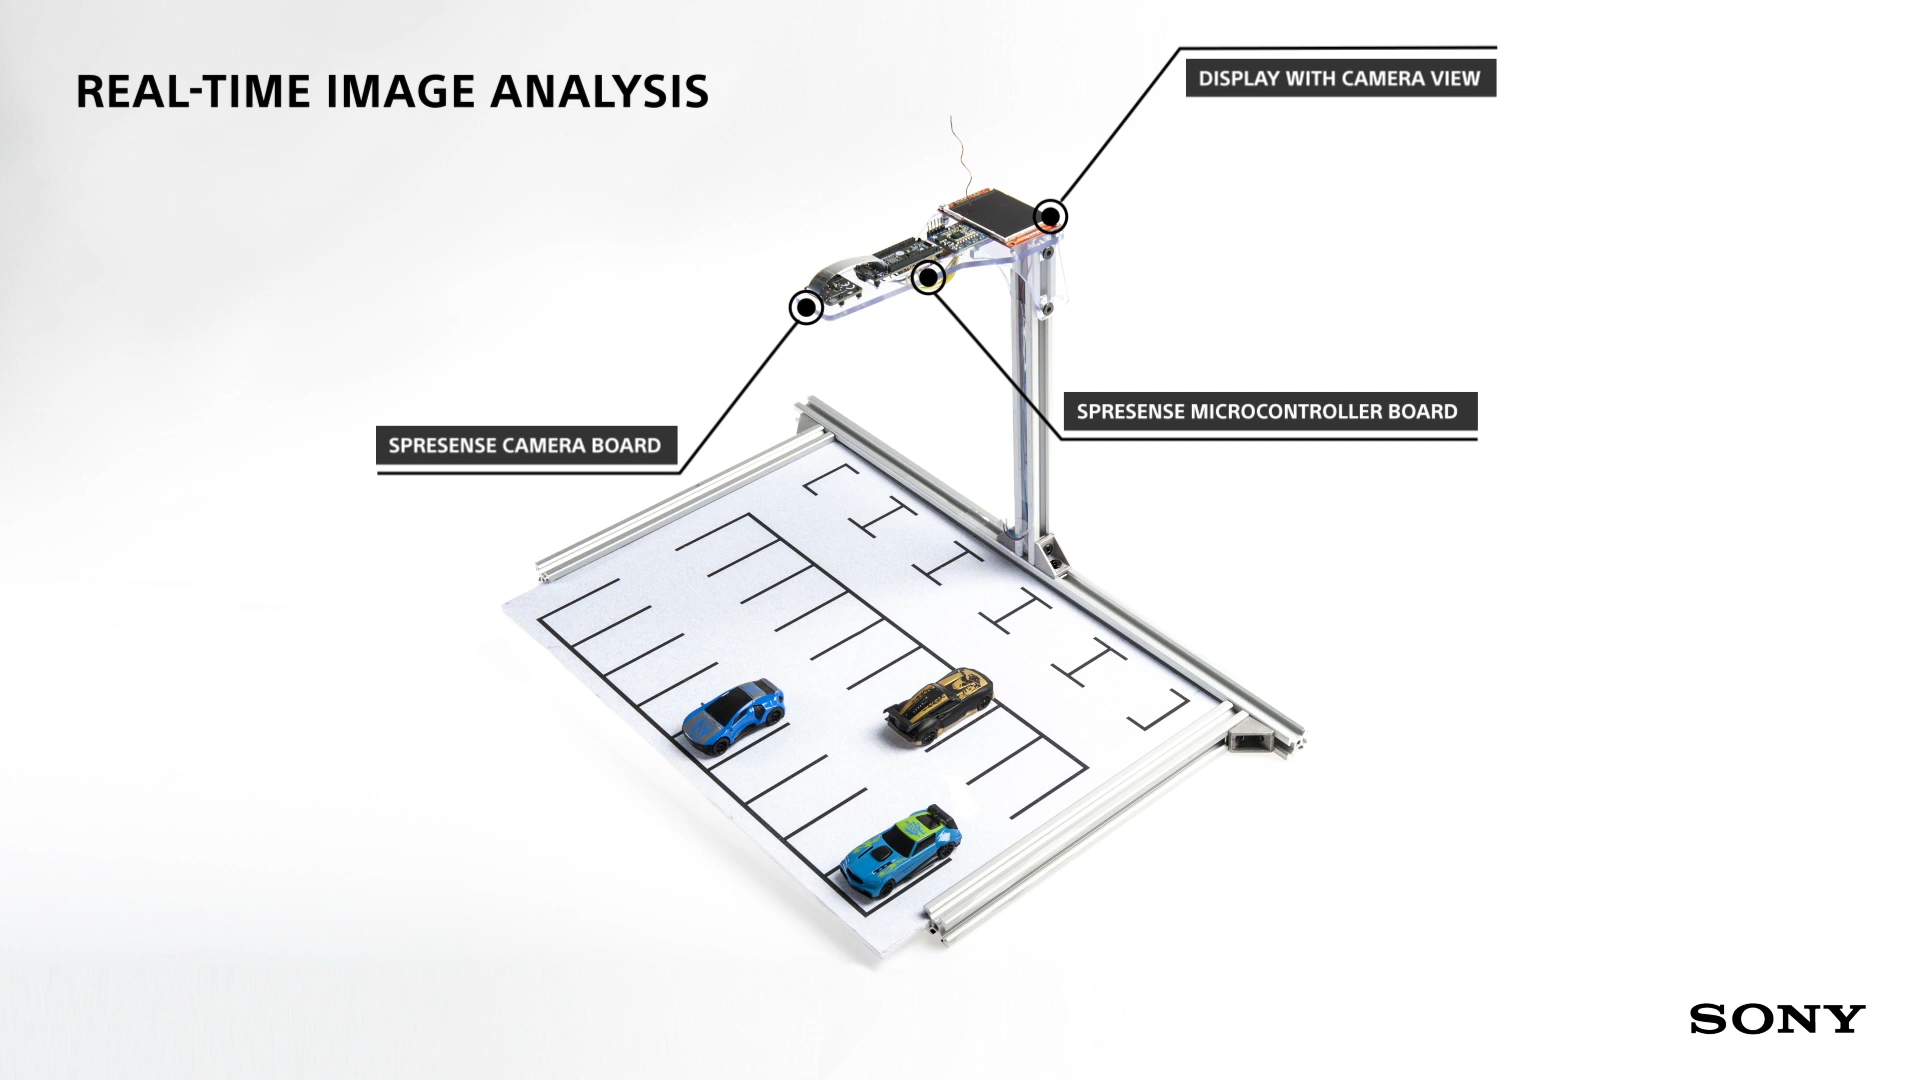 REAL-TIME IMAGE ANALYSIS
DISPLAY WITH CAMERA VIEW
SPRESENSE MICROCONTROLLER BOARD
SPRESENSE CAMERA BOARD
SONY